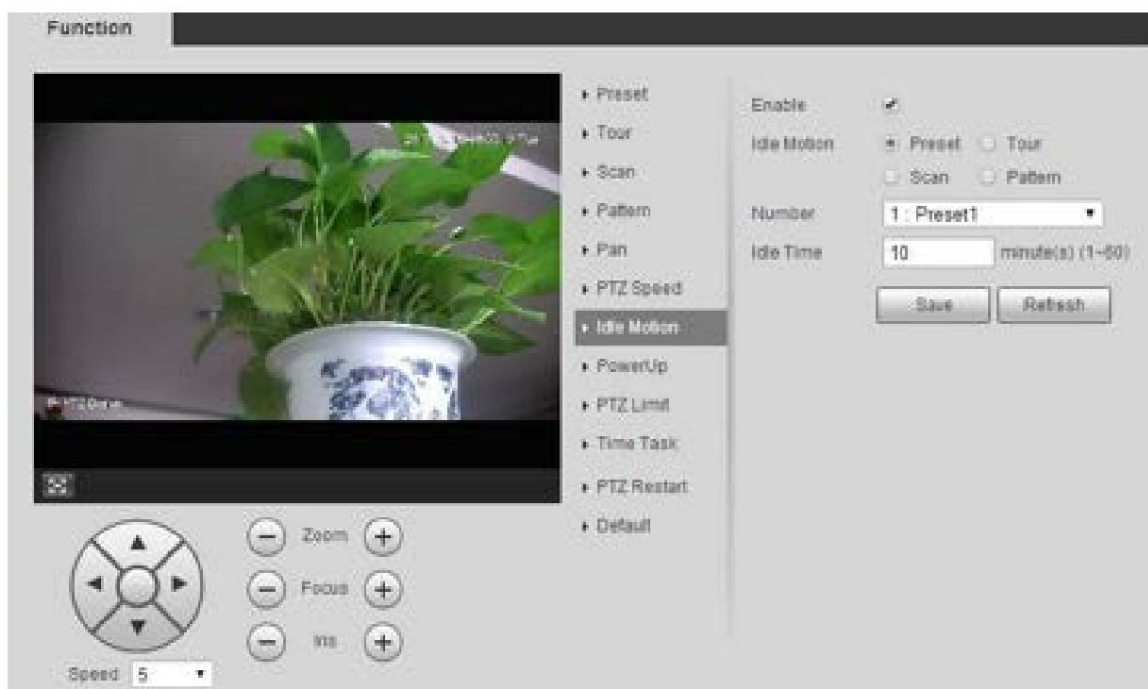 Function
Preset
Tour
Scan
Pattern
Pan
PTZ Speed
Idle Motion
PowerUp
PTZ Limit
Time Task
PTZ Restart
Default
Enable
Idle Motion Preset Tour
Scan Pattern
Number 1 : Preset1
Idle Time 10 minute(s) (1~60)
Save Refresh
Zoom
Focus
Iris
Speed 5